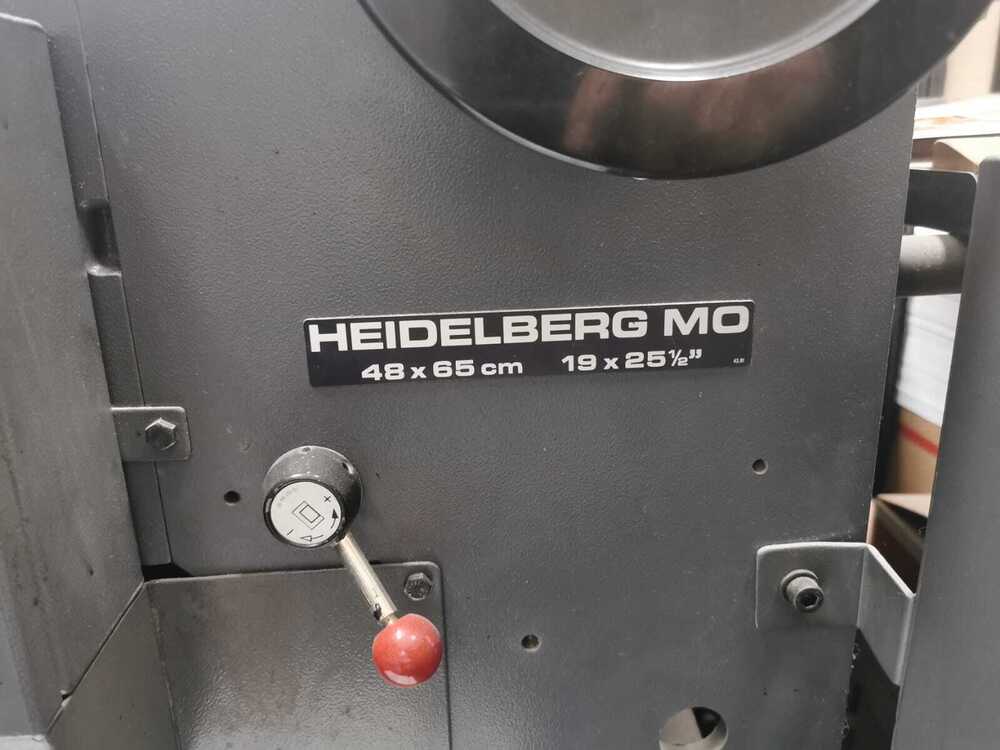 HEIDELBERG MO
48 x 65 cm 19 x 25½"
+
-